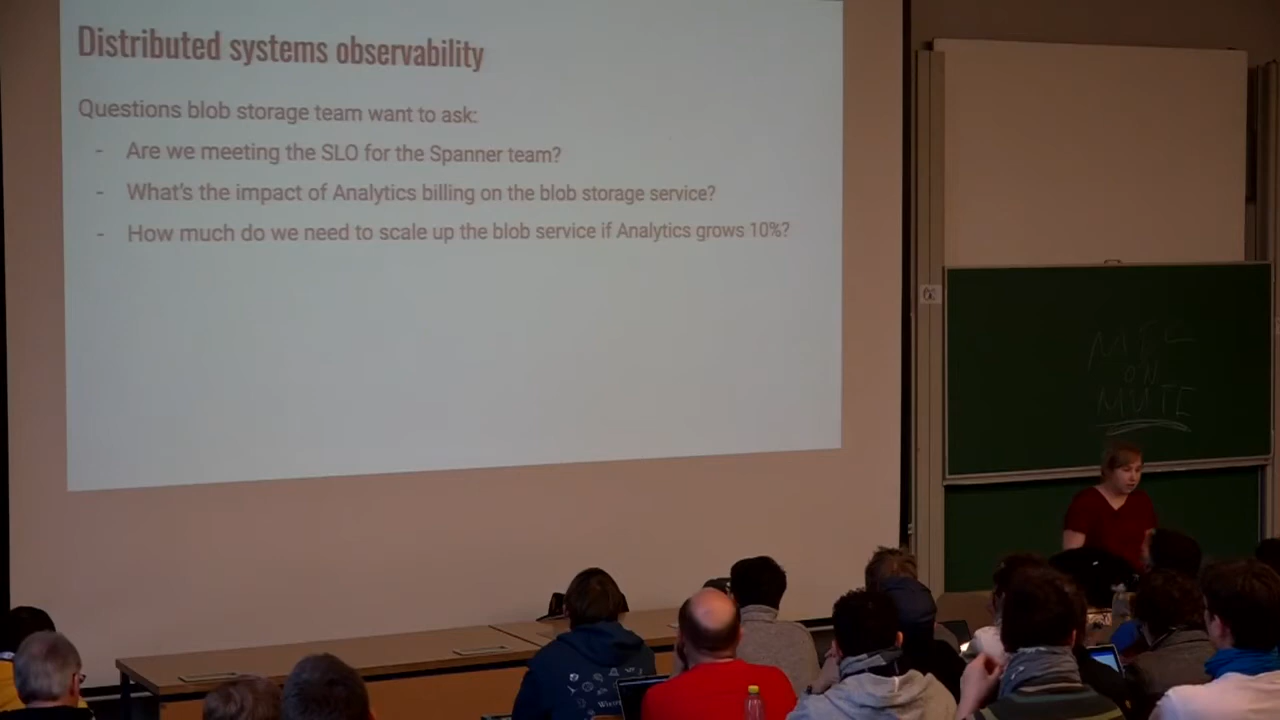 Distributed systems observability
Questions blob storage team want to ask:
- Are we meeting the SLO for the Spanner team?
- What's the impact of Analytics billing on the blob storage service?
- How much do we need to scale up the blob service if Analytics grows 10%?
ON
MUTE